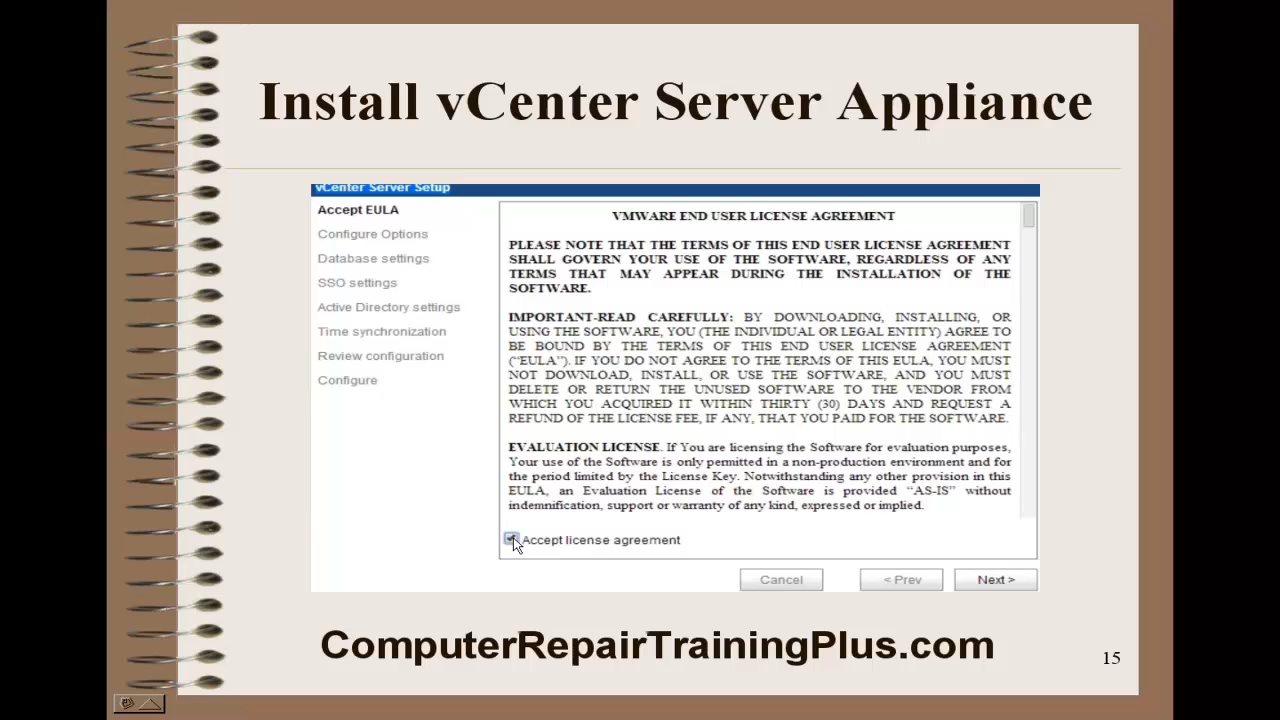 Install vCenter Server Appliance
vCenter Server Setup
Accept EULA
Configure Options
Database settings
SSO settings
Active Directory settings
Time synchronization
Review configuration
Configure
VMWARE END USER LICENSE AGREEMENT
PLEASE NOTE THAT THE TERMS OF THIS END USER LICENSE AGREEMENT
SHALL GOVERN YOUR USE OF THE SOFTWARE, REGARDLESS OF ANY
TERMS THAT MAY APPEAR DURING THE INSTALLATION OF THE
SOFTWARE.
IMPORTANT-READ CAREFULLY: BY DOWNLOADING, INSTALLING, OR
USING THE SOFTWARE, YOU (THE INDIVIDUAL OR LEGAL ENTITY) AGREE TO
BE BOUND BY THE TERMS OF THIS END USER LICENSE AGREEMENT
(“EULA”). IF YOU DO NOT AGREE TO THE TERMS OF THIS EULA, YOU MUST
NOT DOWNLOAD, INSTALL, OR USE THE SOFTWARE, AND YOU MUST
DELETE OR RETURN THE UNUSED SOFTWARE TO THE VENDOR FROM
WHICH YOU ACQUIRED IT WITHIN THIRTY (30) DAYS AND REQUEST A
REFUND OF THE LICENSE FEE, IF ANY, THAT YOU PAID FOR THE SOFTWARE.
EVALUATION LICENSE. If You are licensing the Software for evaluation purposes,
Your use of the Software is only permitted in a non-production environment and for
the period limited by the License Key. Notwithstanding any other provision in this
EULA, an Evaluation License of the Software is provided “AS-IS” without
indemnification, support or warranty of any kind, expressed or implied.
Accept license agreement
Cancel
< Prev
Next >
ComputerRepairTrainingPlus.com
15